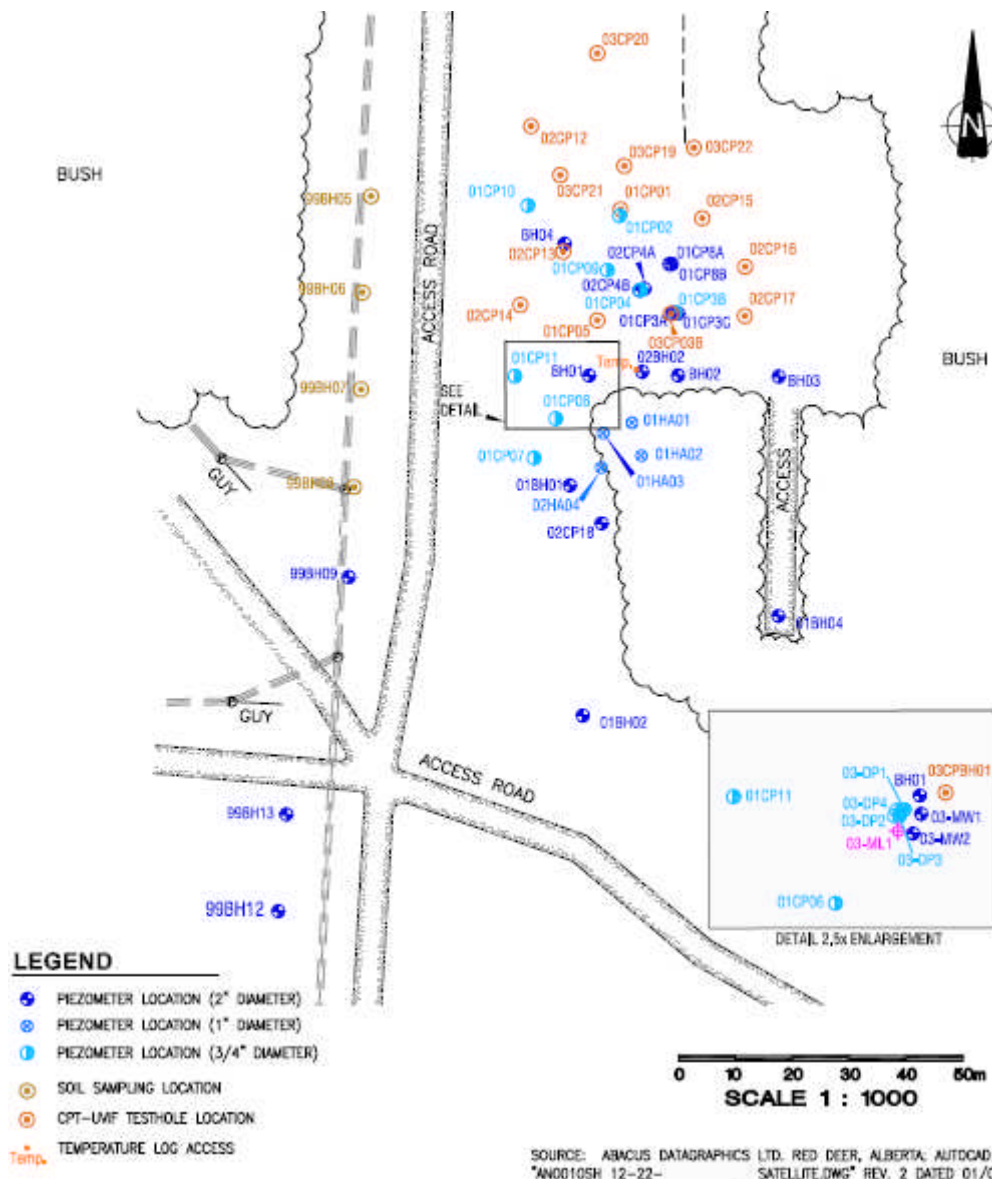 03CP20
N
02CP12
03CP19
03CP22
BUSH
01CP10
03CP21
01CP01
02CP15
99BH05
01CP02
BH04
02CP4A
01CP8A
02CP13
02CP16
01CP09
01CP8B
02CP4B
99BH06
01CP04
01CP3B
02CP17
02CP14
01CP05
01CP3A
01CP3C
03CP03B
ACCESS ROAD
01CP11
02BH02
Temp.
BH01
BH02
BH03
BUSH
99BH07
SEE
DETAIL
01CP08
01HA01
01CP07
01HA02
GUY
99BH08
01BH01
01HA03
02HA04
ACCESS
02CP18
99BH09
01BH04
GUY
01BH02
ACCESS ROAD
03-DP1
BH01
03CPBH01
01CP11
03-DP4
03-DP2
03-MW1
99BH13
03-ML1
03-MW2
03-DP3
01CP06
99BH12
DETAIL 2,5x ENLARGEMENT
LEGEND
PIEZOMETER LOCATION (2" DIAMETER)
PIEZOMETER LOCATION (1" DIAMETER)
PIEZOMETER LOCATION (3/4" DIAMETER)
SOIL SAMPLING LOCATION
CPT-UVIF TESTHOLE LOCATION
Temp. TEMPERATURE LOG ACCESS
0 10 20 30 40 50m
SCALE 1 : 1000
SOURCE: ABACUS DATAGRAPHICS LTD. RED DEER, ALBERTA; AUTOCAD
"AN0010SH 12-22- SATELLITE.DWG" REV. 2 DATED 01/0